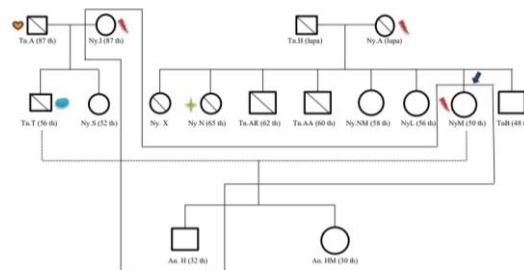 Tn.A (87 th)
Ny.J (87 th)
Tn.H (lupa)
Ny.A (lupa)
Tn.T (56 th)
Ny.S (52 th)
Ny. X
Ny.N (65 th)
Tn.AR (62 th)
Tn.AA (60 th)
Ny.NM (58 th)
NyL (56 th)
NyM (50 th)
TnB (48 t
An. H (32 th)
An. HM (30 th)